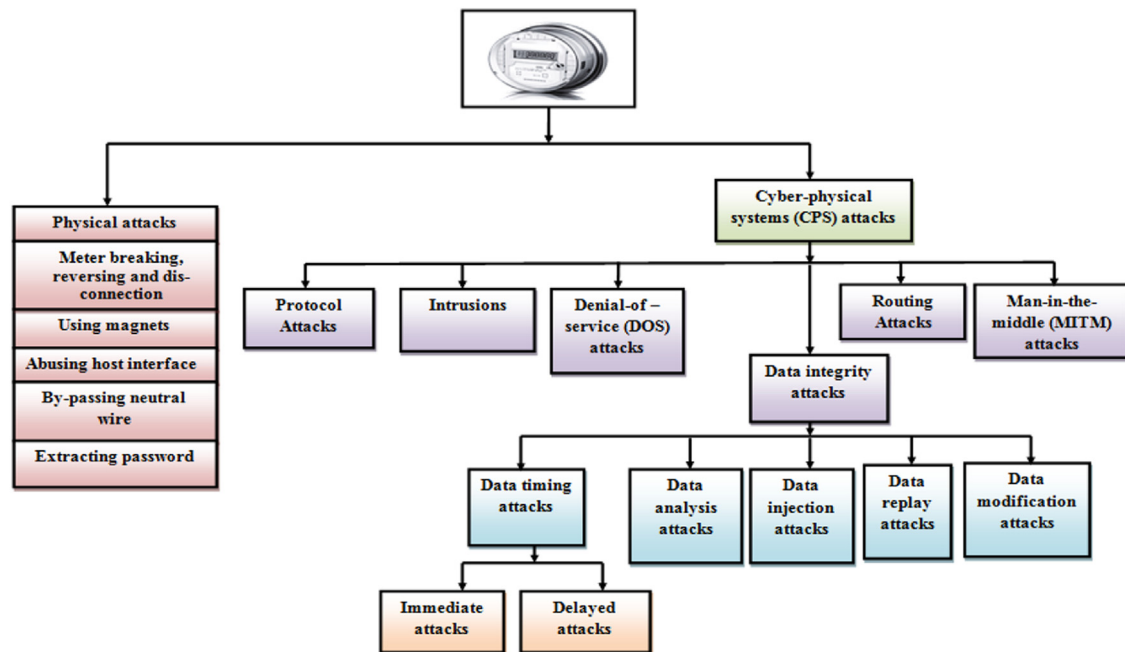 Physical attacks
Meter breaking,
reversing and dis-
connection
Using magnets
Abusing host interface
By-passing neutral
wire
Extracting password
Cyber-physical
systems (CPS) attacks
Protocol
Attacks
Intrusions
Denial-of –
service (DOS)
attacks
Routing
Attacks
Man-in-the-
middle (MITM)
attacks
Data integrity
attacks
Data timing
attacks
Data
analysis
attacks
Data
injection
attacks
Data
replay
attacks
Data
modification
attacks
Immediate
attacks
Delayed
attacks